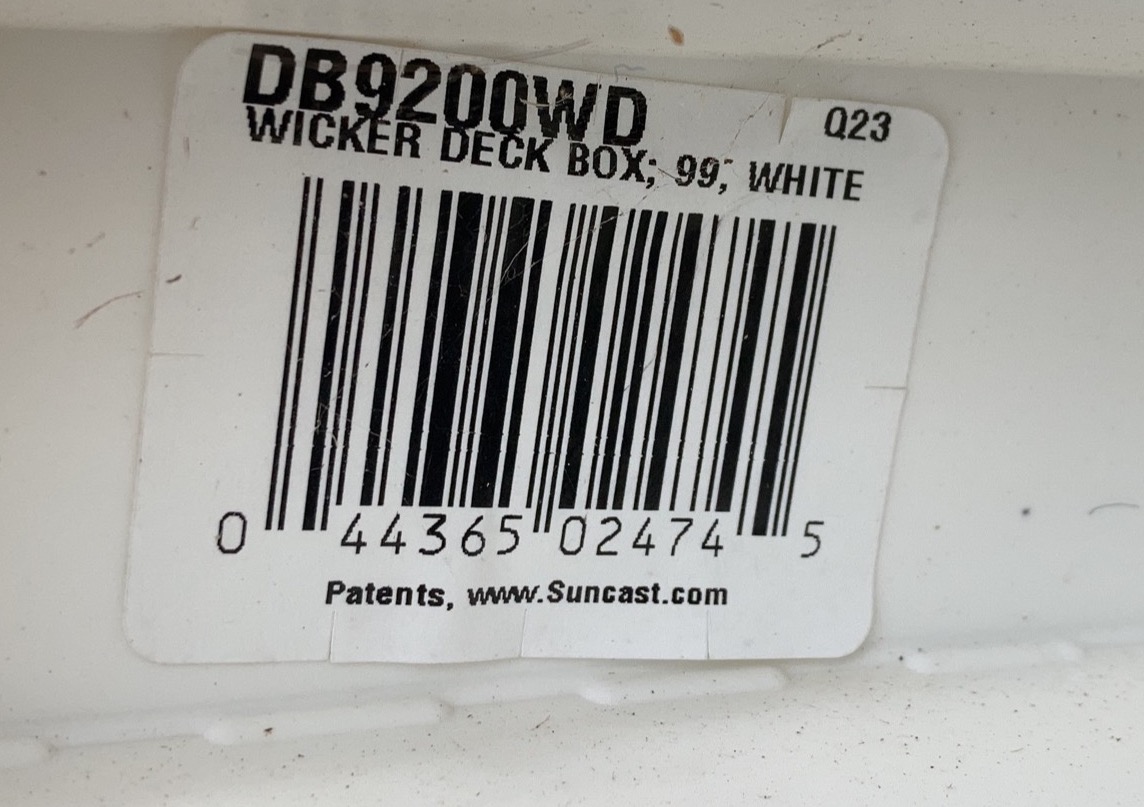 DB9200WD
Q23
WICKER DECK BOX; 99; WHITE
0 44365 02474 5
Patents, www.Suncast.com